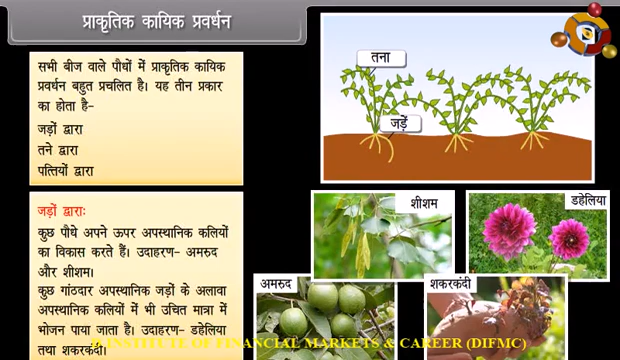 प्राकृतिक कायिक प्रवर्धन
सभी बीज वाले पौघों में प्राकृतिक कायिक
प्रवर्धन बहुत प्रचलित है। यह तीन प्रकार
का होता है-
जड़ों द्वारा
तने द्वारा
पत्तियों द्वारा
जड़ों द्वाराः
कुछ पौधे अपने ऊपर अपस्थानिक कलियों
का विकास करते हैं। उदाहरण- अमरुद
और शीशम।
कुछ गांठदार अपस्थानिक जड़ों के अलावा
अपस्थानिक कलियों में भी उचित मात्रा में
भोजन पाया जाता है। उदाहरण- डहेलिया
तथा शकरकंदी।
तना
जड़ें
शीशम
डहेलिया
अमरुद
शकरकंदी
INSTITUTE OF FINANCIAL MARKETS & CAREER (DIFMC)